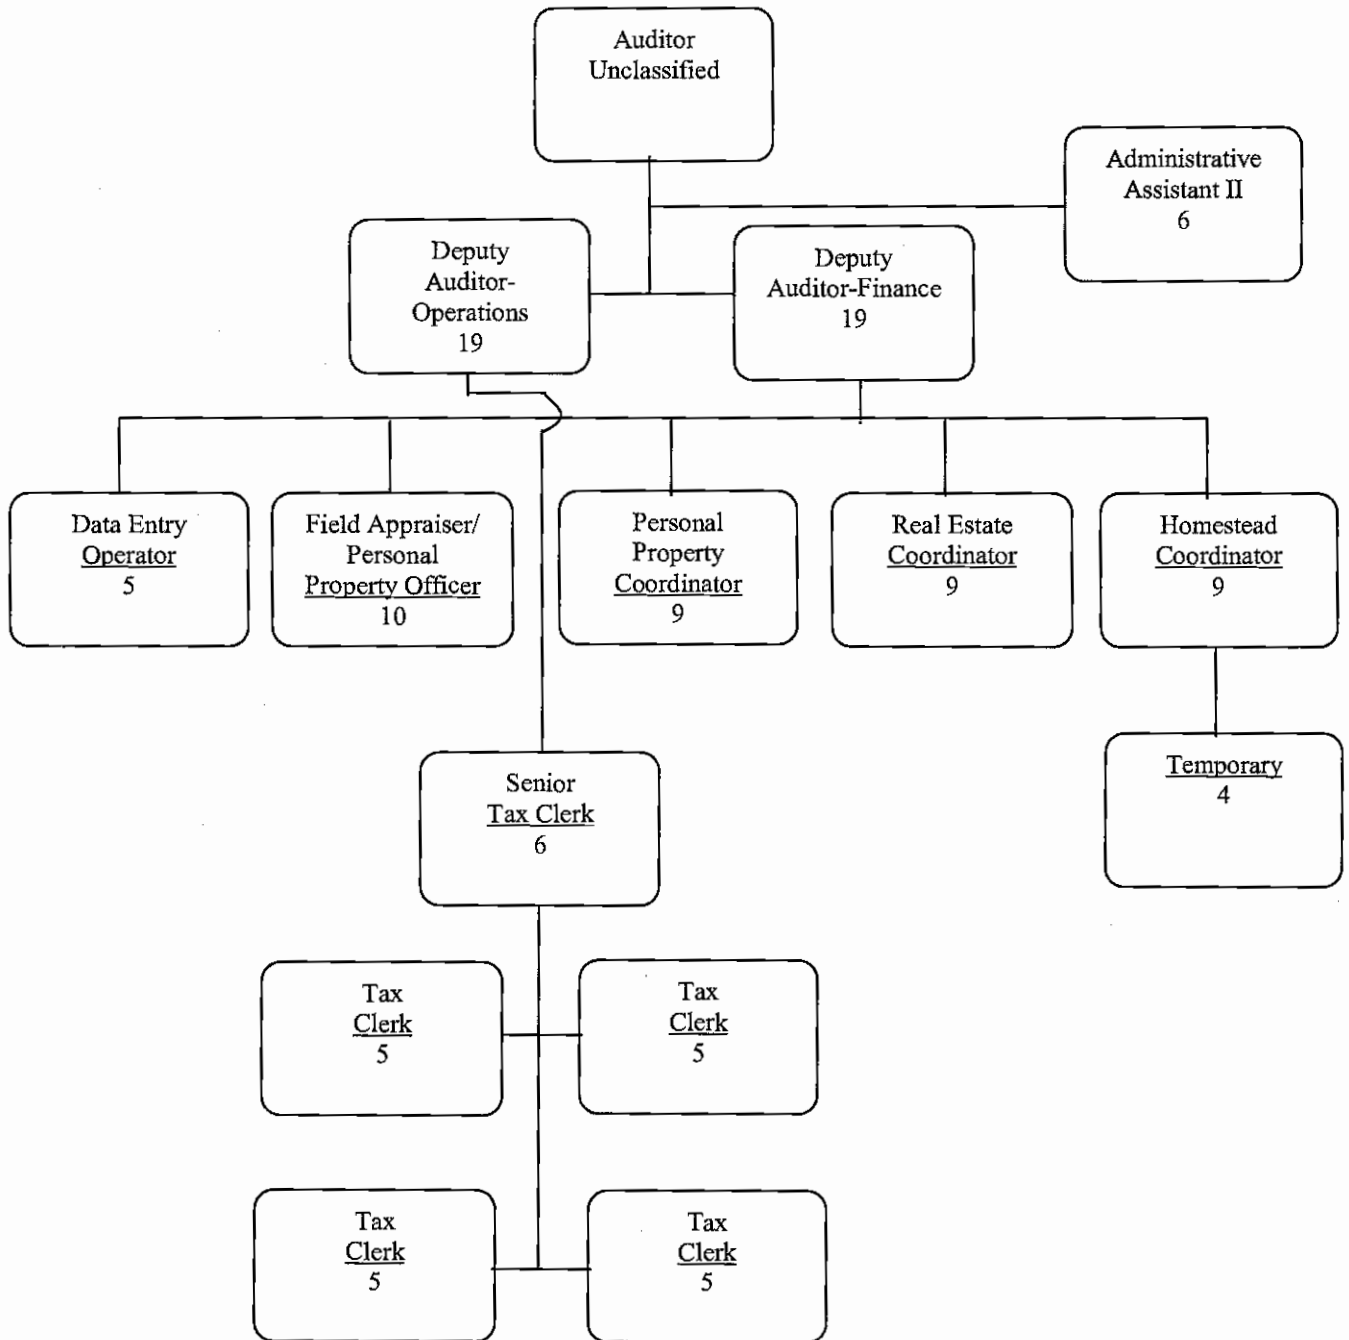 Auditor
Unclassified
Administrative
Assistant II
6
Deputy
Auditor-
Operations
19
Deputy
Auditor-Finance
19
Data Entry
Operator
5
Field Appraiser/
Personal
Property Officer
10
Personal
Property
Coordinator
9
Real Estate
Coordinator
9
Homestead
Coordinator
9
Senior
Tax Clerk
6
Temporary
4
Tax
Clerk
5
Tax
Clerk
5
Tax
Clerk
5
Tax
Clerk
5